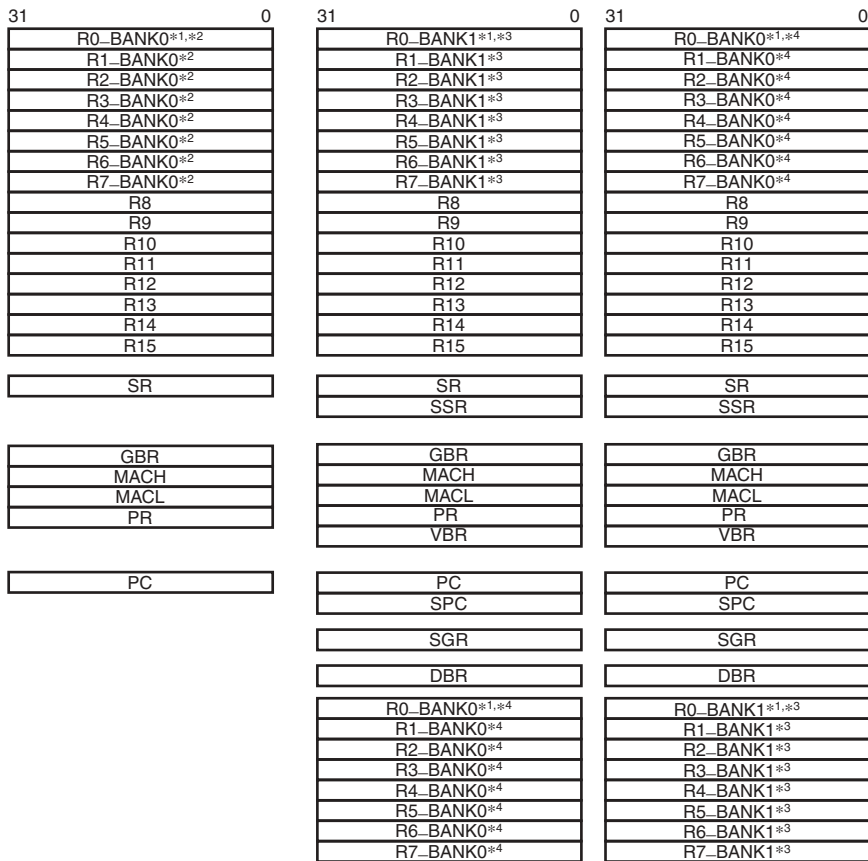 31 0
R0_BANK0*1,*2
R1_BANK0*2
R2_BANK0*2
R3_BANK0*2
R4_BANK0*2
R5_BANK0*2
R6_BANK0*2
R7_BANK0*2
R8
R9
R10
R11
R12
R13
R14
R15
SR
GBR
MACH
MACL
PR
PC
31 0
R0_BANK1*1,*3
R1_BANK1*3
R2_BANK1*3
R3_BANK1*3
R4_BANK1*3
R5_BANK1*3
R6_BANK1*3
R7_BANK1*3
R8
R9
R10
R11
R12
R13
R14
R15
SR
SSR
GBR
MACH
MACL
PR
VBR
PC
SPC
SGR
DBR
R0_BANK0*1,*4
R1_BANK0*4
R2_BANK0*4
R3_BANK0*4
R4_BANK0*4
R5_BANK0*4
R6_BANK0*4
R7_BANK0*4
31 0
R0_BANK0*1,*4
R1_BANK0*4
R2_BANK0*4
R3_BANK0*4
R4_BANK0*4
R5_BANK0*4
R6_BANK0*4
R7_BANK0*4
R8
R9
R10
R11
R12
R13
R14
R15
SR
SSR
GBR
MACH
MACL
PR
VBR
PC
SPC
SGR
DBR
R0_BANK1*1,*3
R1_BANK1*3
R2_BANK1*3
R3_BANK1*3
R4_BANK1*3
R5_BANK1*3
R6_BANK1*3
R7_BANK1*3